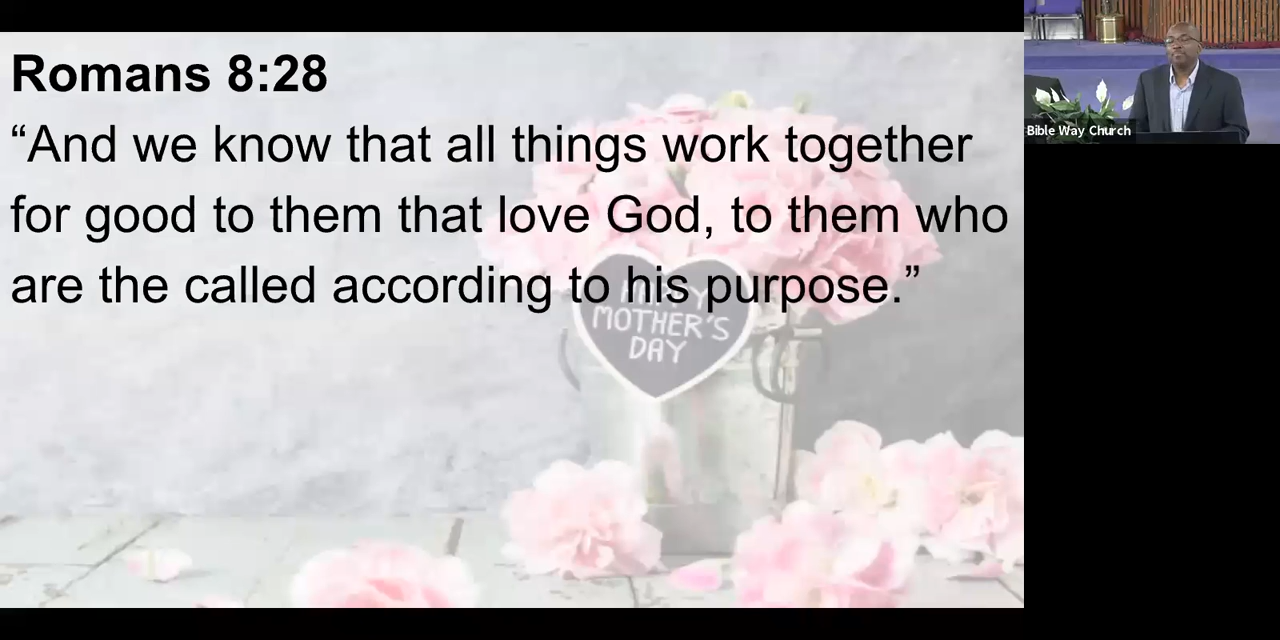 Romans 8:28
“And we know that all things work together
for good to them that love God, to them who
are the called according to his purpose.”
HAPPY
MOTHER’S
DAY
Bible Way Church